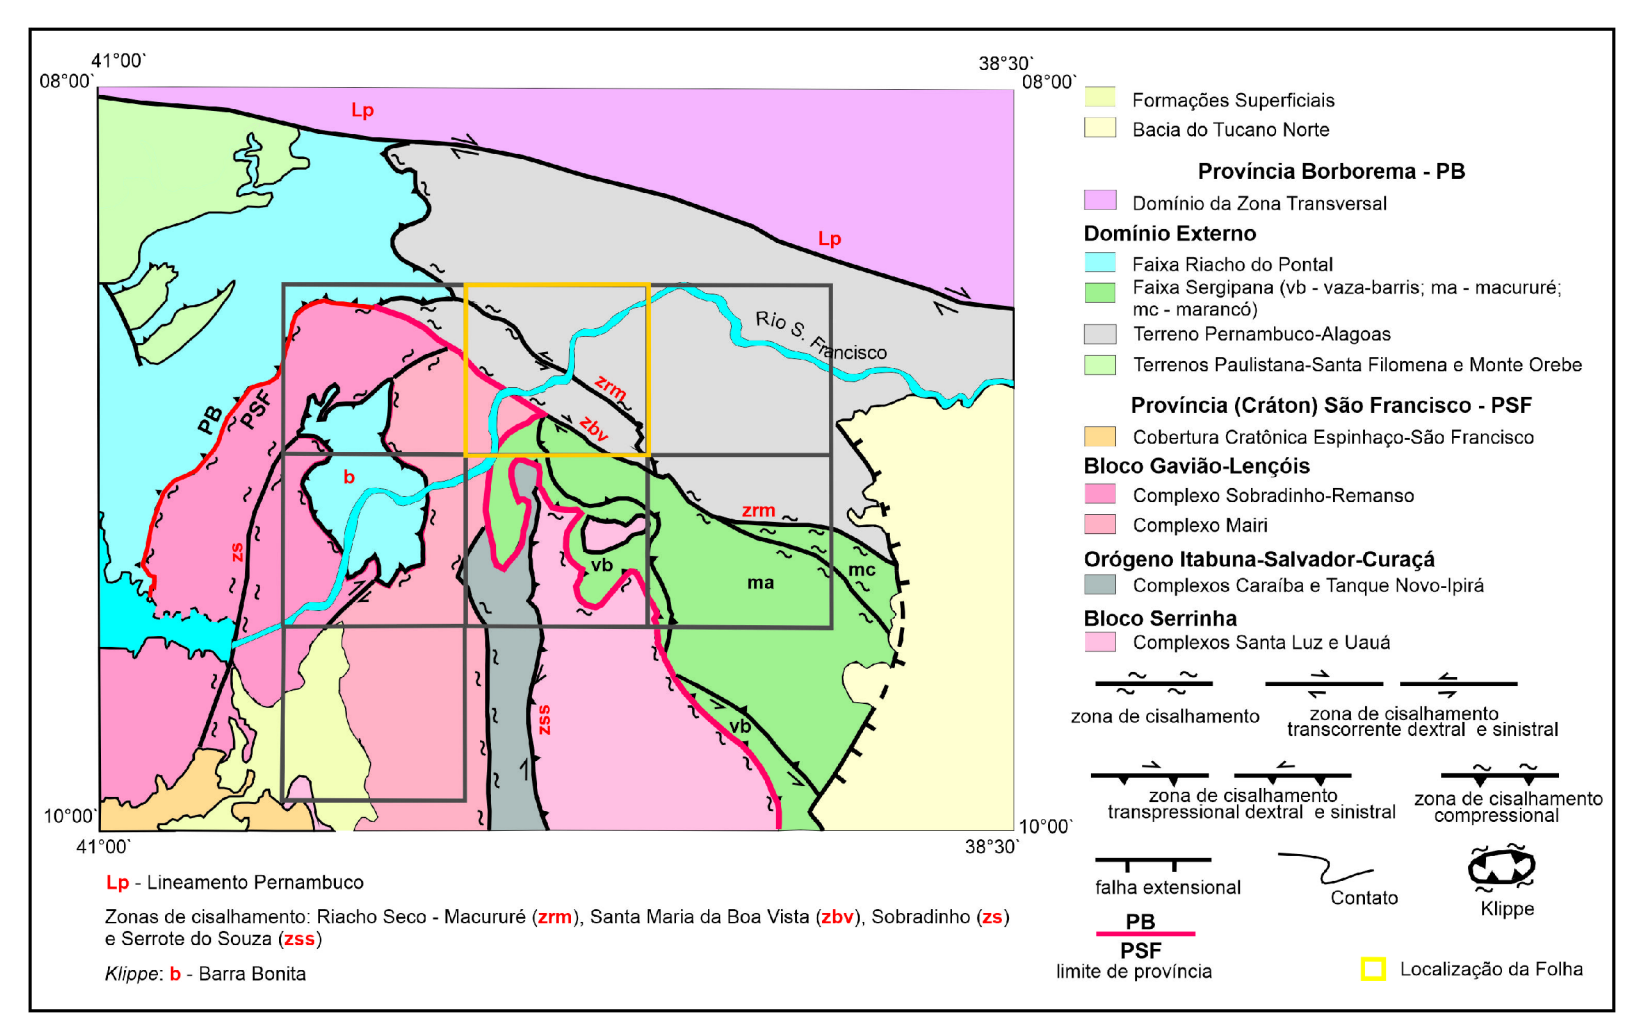 41°00`
38°30`
08°00`
08°00`
Lp
Lp
Rio S. Francisco
PB
PSF
zrm
zbv
b
zs
zrm
vb
ma
mc
zss
vb
10°00`
10°00`
41°00`
38°30`
Lp - Lineamento Pernambuco
Zonas de cisalhamento: Riacho Seco - Macururé (zrm), Santa Maria da Boa Vista (zbv), Sobradinho (zs)
e Serrote do Souza (zss)
Klippe: b - Barra Bonita
Formações Superficiais
Bacia do Tucano Norte
Província Borborema - PB
Domínio da Zona Transversal
Domínio Externo
Faixa Riacho do Pontal
Faixa Sergipana (vb - vaza-barris; ma - macururé;
mc - marancó)
Terreno Pernambuco-Alagoas
Terrenos Paulistana-Santa Filomena e Monte Orebe
Província (Cráton) São Francisco - PSF
Cobertura Cratônica Espinhaço-São Francisco
Bloco Gavião-Lençóis
Complexo Sobradinho-Remanso
Complexo Mairi
Orógeno Itabuna-Salvador-Curaçá
Complexos Caraíba e Tanque Novo-Ipirá
Bloco Serrinha
Complexos Santa Luz e Uauá
zona de cisalhamento
zona de cisalhamento
transcorrente dextral e sinistral
zona de cisalhamento
transpressional dextral e sinistral
zona de cisalhamento
compressional
falha extensional
Contato
Klippe
PB
PSF
limite de província
Localização da Folha